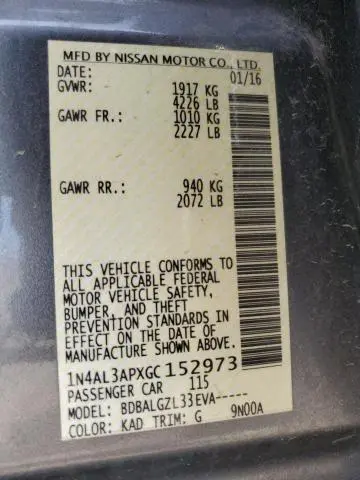 MFD BY NISSAN MOTOR CO., LTD.
DATE: 01/16
GVWR: 1917 KG
4226 LB
GAWR FR.: 1010 KG
2227 LB
GAWR RR.: 940 KG
2072 LB
THIS VEHICLE CONFORMS TO
ALL APPLICABLE FEDERAL
MOTOR VEHICLE SAFETY,
BUMPER, AND THEFT
PREVENTION STANDARDS IN
EFFECT ON THE DATE OF
MANUFACTURE SHOWN ABOVE.
1N4AL3APXGC152973
PASSENGER CAR 115
MODEL: BDBALGZL33EVA-----
COLOR: KAD TRIM: G 9N00A